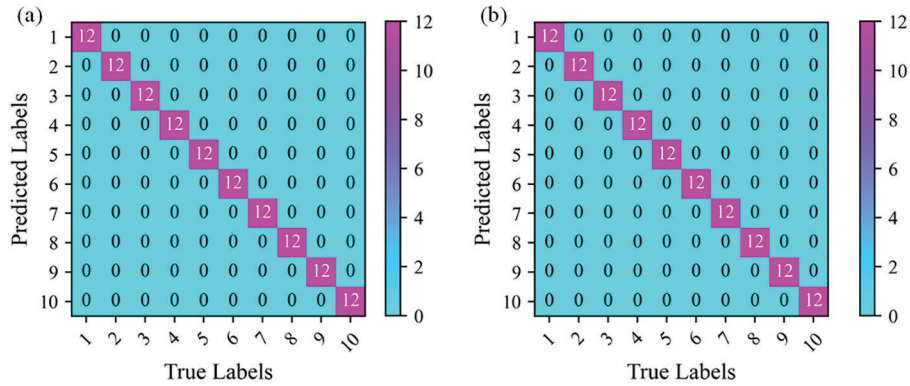 (a)
1 12 0 0 0 0 0 0 0 0 0
2 0 12 0 0 0 0 0 0 0 0
3 0 0 12 0 0 0 0 0 0 0
4 0 0 0 12 0 0 0 0 0 0
5 0 0 0 0 12 0 0 0 0 0
6 0 0 0 0 0 12 0 0 0 0
7 0 0 0 0 0 0 12 0 0 0
8 0 0 0 0 0 0 0 12 0 0
9 0 0 0 0 0 0 0 0 12 0
10 0 0 0 0 0 0 0 0 0 12
1 2 3 4 5 6 7 8 9 10
Predicted Labels
True Labels
12
10
8
6
4
2
0
(b)
1 12 0 0 0 0 0 0 0 0 0
2 0 12 0 0 0 0 0 0 0 0
3 0 0 12 0 0 0 0 0 0 0
4 0 0 0 12 0 0 0 0 0 0
5 0 0 0 0 12 0 0 0 0 0
6 0 0 0 0 0 12 0 0 0 0
7 0 0 0 0 0 0 12 0 0 0
8 0 0 0 0 0 0 0 12 0 0
9 0 0 0 0 0 0 0 0 12 0
10 0 0 0 0 0 0 0 0 0 12
1 2 3 4 5 6 7 8 9 10
Predicted Labels
True Labels
12
10
8
6
4
2
0